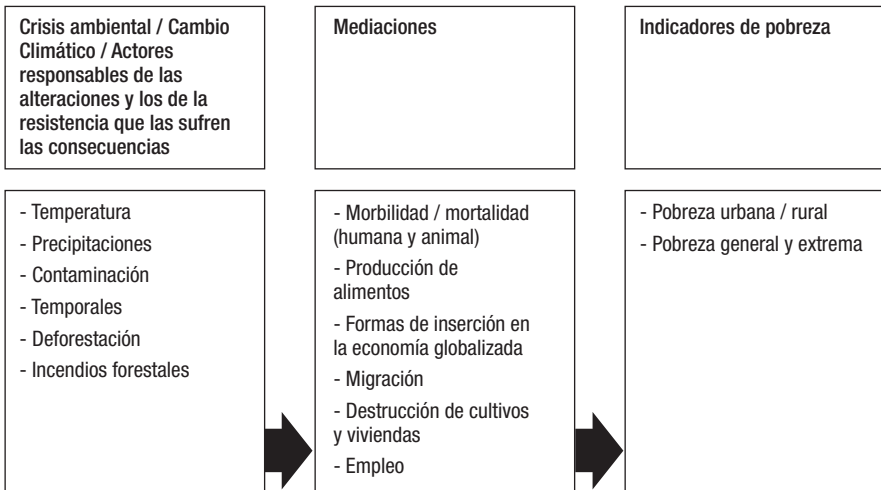 Crisis ambiental / Cambio
Climático / Actores
responsables de las
alteraciones y los de la
resistencia que las sufren
las consecuencias
Mediaciones
Indicadores de pobreza
- Temperatura
- Precipitaciones
- Contaminación
- Temporales
- Deforestación
- Incendios forestales
- Morbilidad / mortalidad
(humana y animal)
- Producción de
alimentos
- Formas de inserción en
la economía globalizada
- Migración
- Destrucción de cultivos
y viviendas
- Empleo
- Pobreza urbana / rural
- Pobreza general y extrema